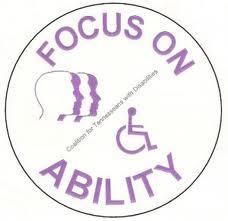 FOCUS ON
Coalition for Tennesseans with Disabilities
ABILITY